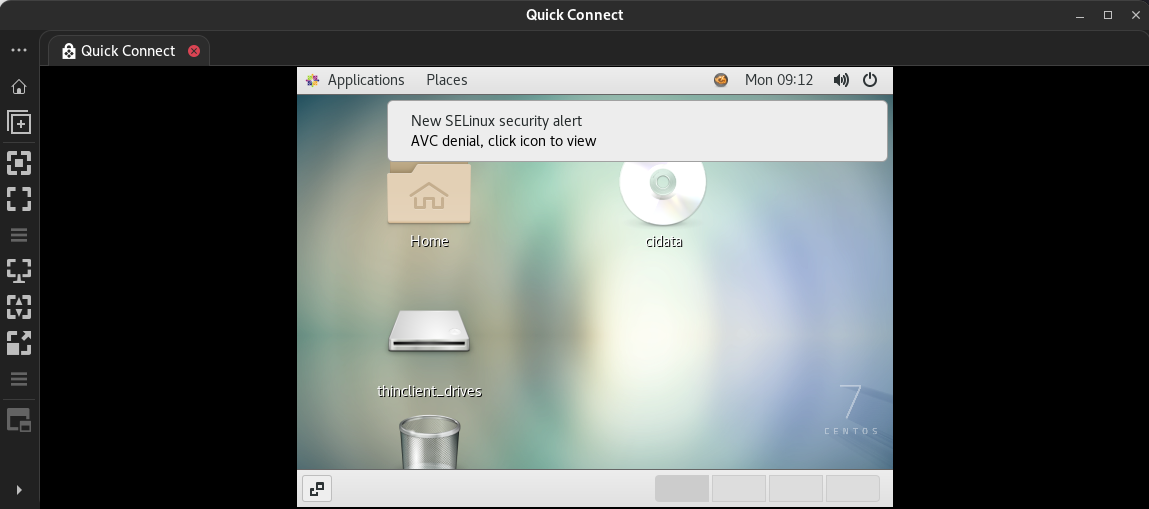 Quick Connect
Quick Connect
Applications Places Mon 09:12
New SELinux security alert
AVC denial, click icon to view
Home
cidata
thinclient_drives
7
CENTOS